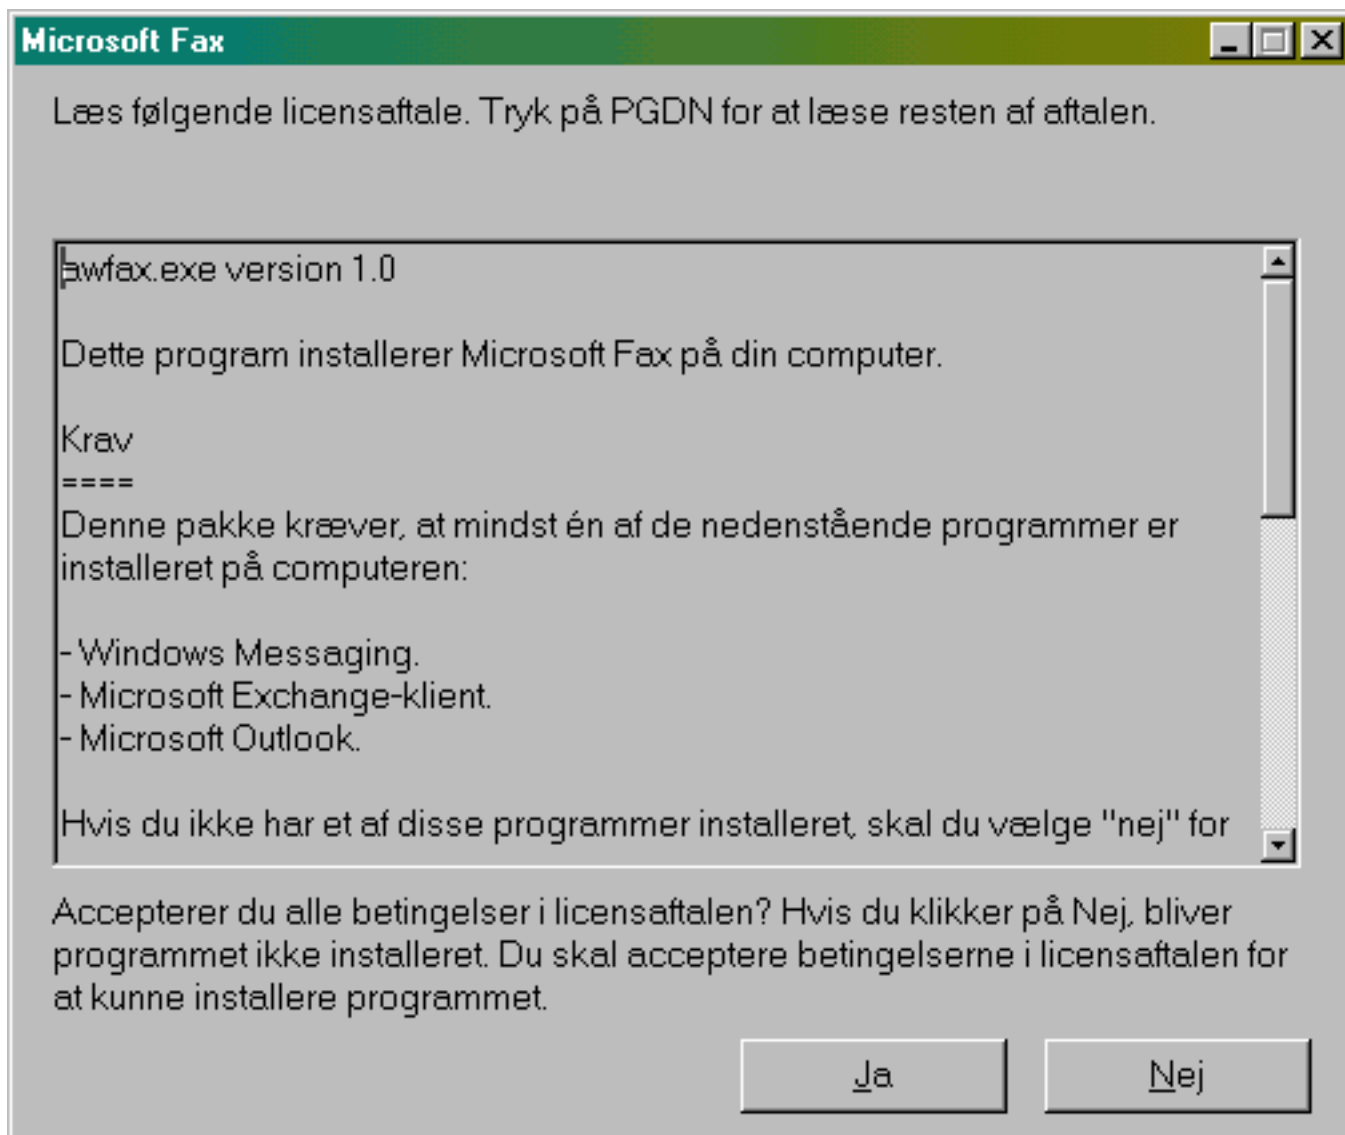 Microsoft Fax
Læs følgende licensaftale. Tryk på PGDN for at læse resten af aftalen.
awfax.exe version 1.0
Dette program installerer Microsoft Fax på din computer.
Krav
====
Denne pakke kræver, at mindst én af de nedenstående programmer er
installeret på computeren:
- Windows Messaging.
- Microsoft Exchange-klient.
- Microsoft Outlook.
Hvis du ikke har et af disse programmer installeret, skal du vælge "nej" for
Accepterer du alle betingelser i licensaftalen? Hvis du klikker på Nej, bliver
programmet ikke installeret. Du skal acceptere betingelserne i licensaftalen for
at kunne installere programmet.
Ja
Nej